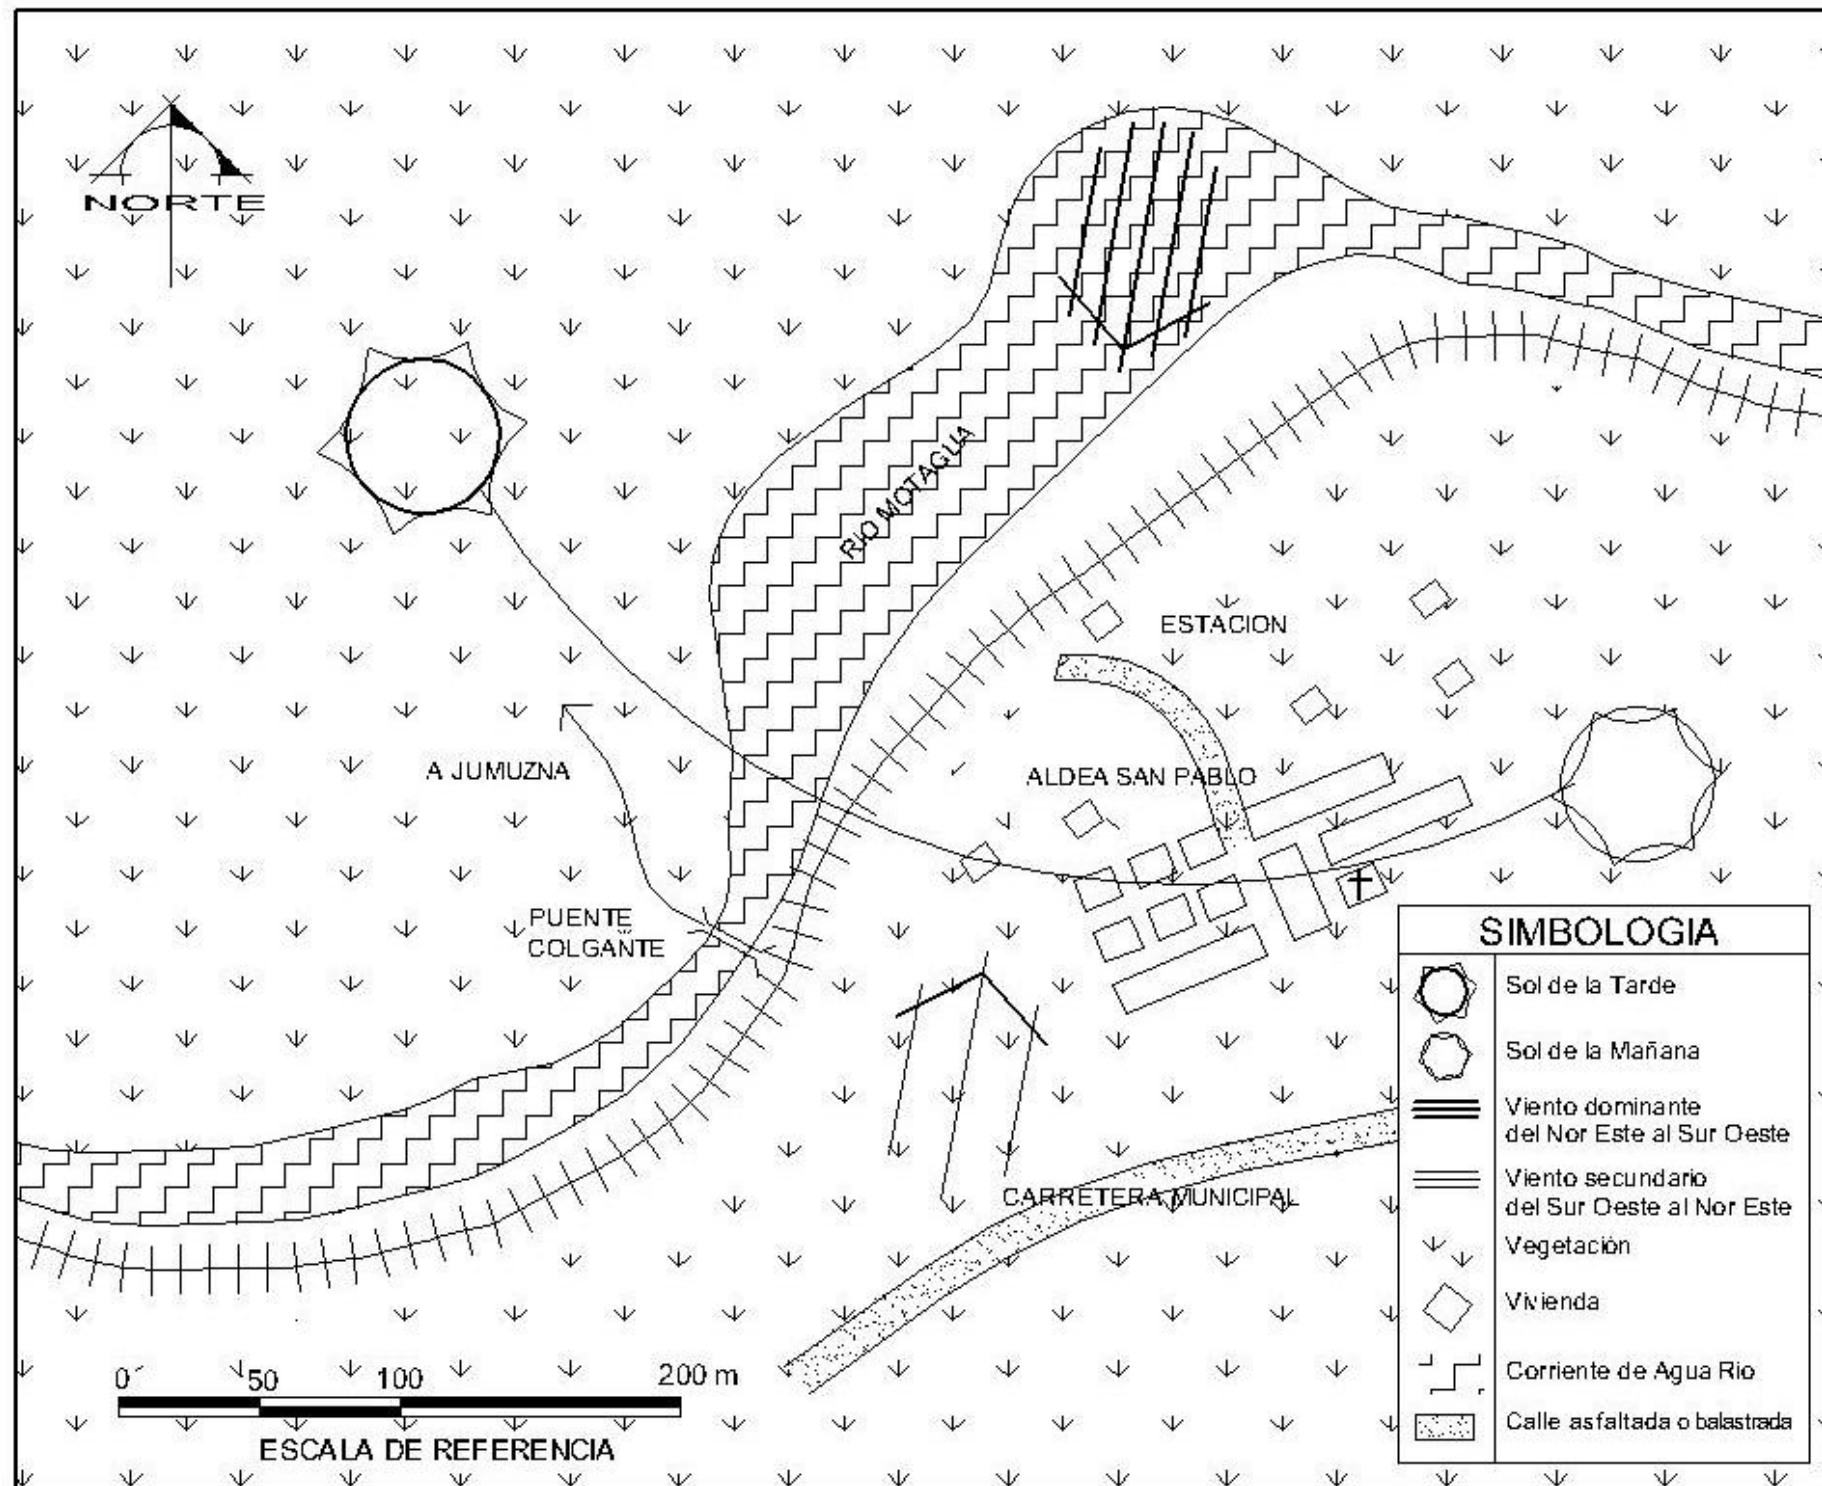 NORTE
RIO MOTAGUA
ESTACION
A JUMUZNA
ALDEA SAN PABLO
PUENTE
COLGANTE
CARRETERA MUNICIPAL
0 50 100 200 m
ESCALA DE REFERENCIA
SIMBOLOGIA
Sol de la Tarde
Sol de la Mañana
Viento dominante
del Nor Este al Sur Oeste
Viento secundario
del Sur Oeste al Nor Este
Vegetación
Vivienda
Corriente de Agua Rio
Calle asfaltada o balastrada